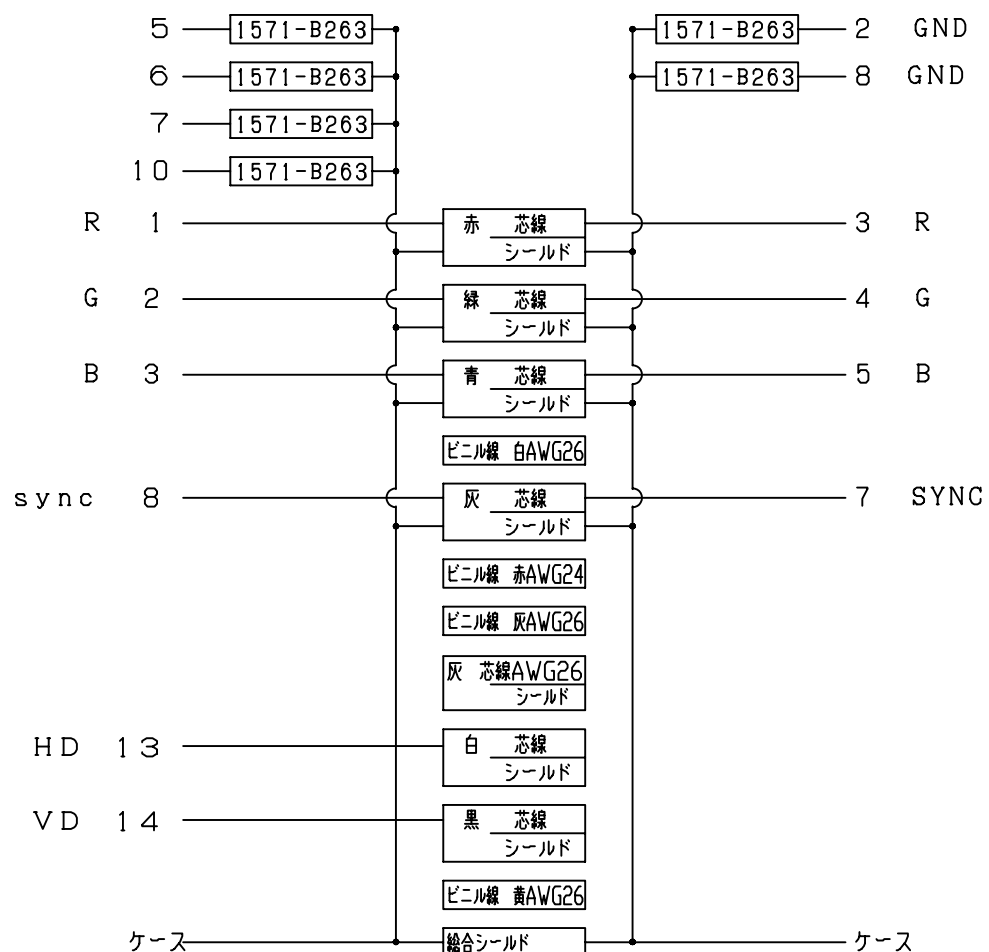 5 1571-B263 1571-B263 2 GND
6 1571-B263 1571-B263 8 GND
7 1571-B263
10 1571-B263
R 1 赤 芯線 3 R
シールド
G 2 緑 芯線 4 G
シールド
B 3 青 芯線 5 B
シールド
ビニル線 白AWG26
sync 8 灰 芯線 7 SYNC
シールド
ビニル線 赤AWG24
ビニル線 灰AWG26
灰 芯線AWG26
シールド
HD 13 白 芯線
シールド
VD 14 黒 芯線
シールド
ビニル線 黄AWG26
ケース 総合シールド ケース